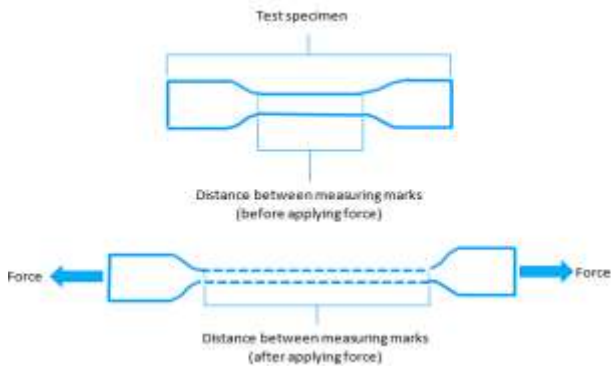 Test specimen
Distance between measuring marks
(before applying force)
Force
Force
Distance between measuring marks
(after applying force)